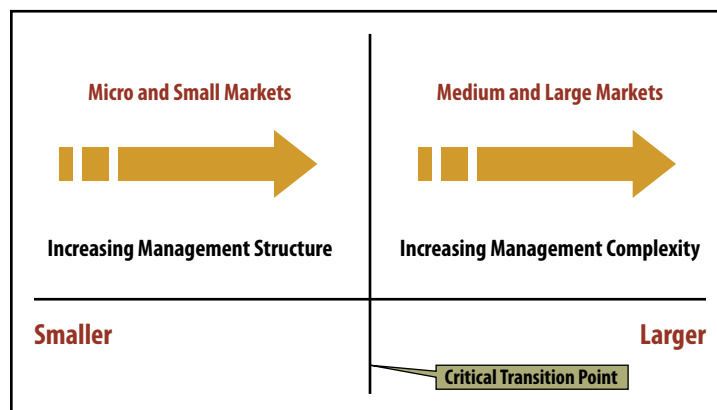 Micro and Small Markets
Medium and Large Markets
Increasing Management Structure
Increasing Management Complexity
Smaller
Larger
Critical Transition Point